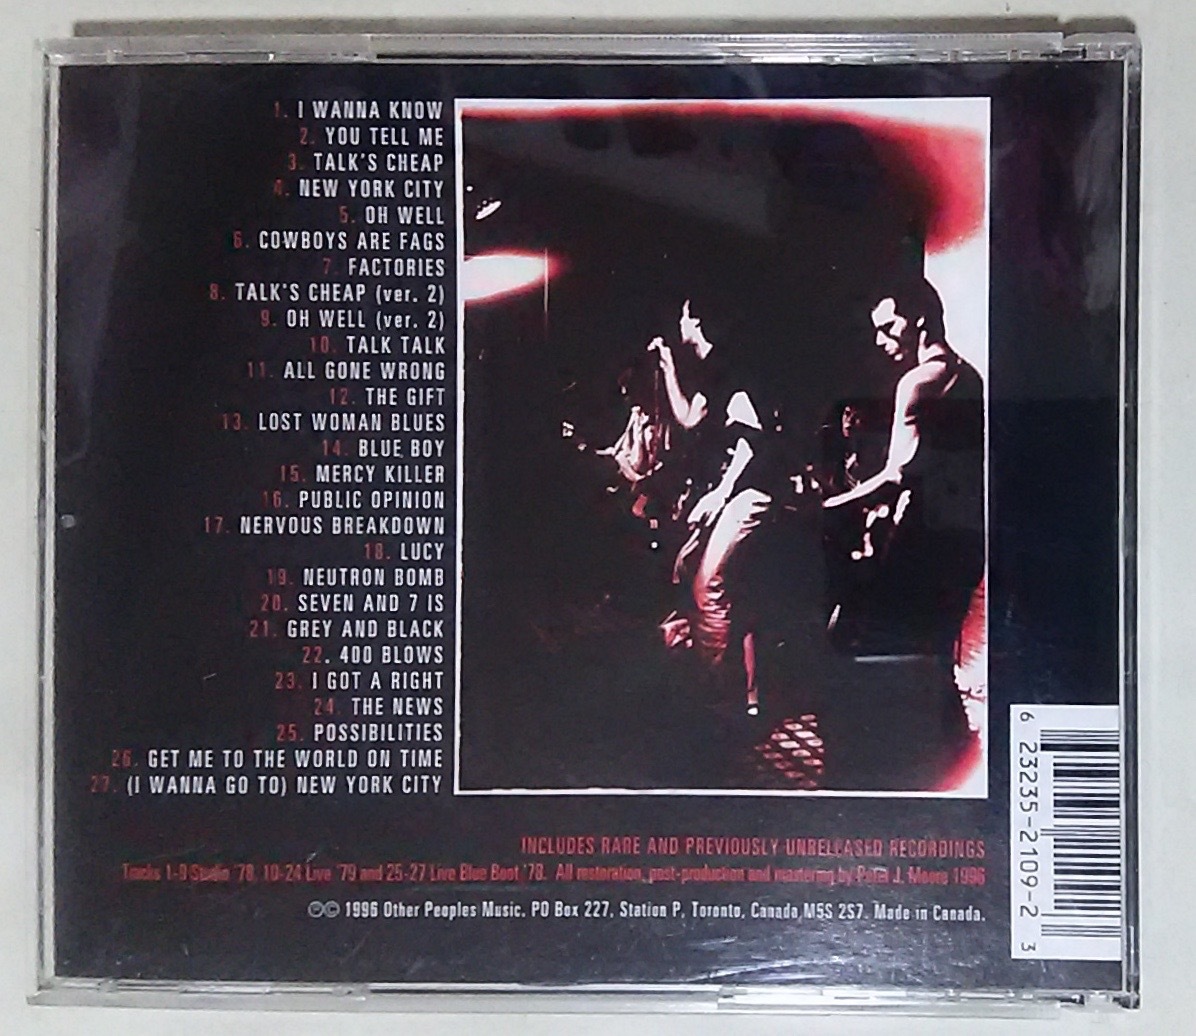 1. I WANNA KNOW
2. YOU TELL ME
3. TALK'S CHEAP
4. NEW YORK CITY
5. OH WELL
6. COWBOYS ARE FAGS
7. FACTORIES
8. TALK'S CHEAP (ver. 2)
9. OH WELL (ver. 2)
10. TALK TALK
11. ALL GONE WRONG
12. THE GIFT
13. LOST WOMAN BLUES
14. BLUE BOY
15. MERCY KILLER
16. PUBLIC OPINION
17. NERVOUS BREAKDOWN
18. LUCY
19. NEUTRON BOMB
20. SEVEN AND 7 IS
21. GREY AND BLACK
22. 400 BLOWS
23. I GOT A RIGHT
24. THE NEWS
25. POSSIBILITIES
26. GET ME TO THE WORLD ON TIME
27. (I WANNA GO TO) NEW YORK CITY
INCLUDES RARE AND PREVIOUSLY UNRELEASED RECORDINGS
Tracks 1-9 Studio '78, 10-24 Live '79 and 25-27 Live Blue Boot '78. All restoration, post-production and mastering by Peter J. Moore 1996
℗© 1996 Other Peoples Music, PO Box 227, Station P, Toronto, Canada, M5S 2S7. Made in Canada.
6 23235-2109-2 3